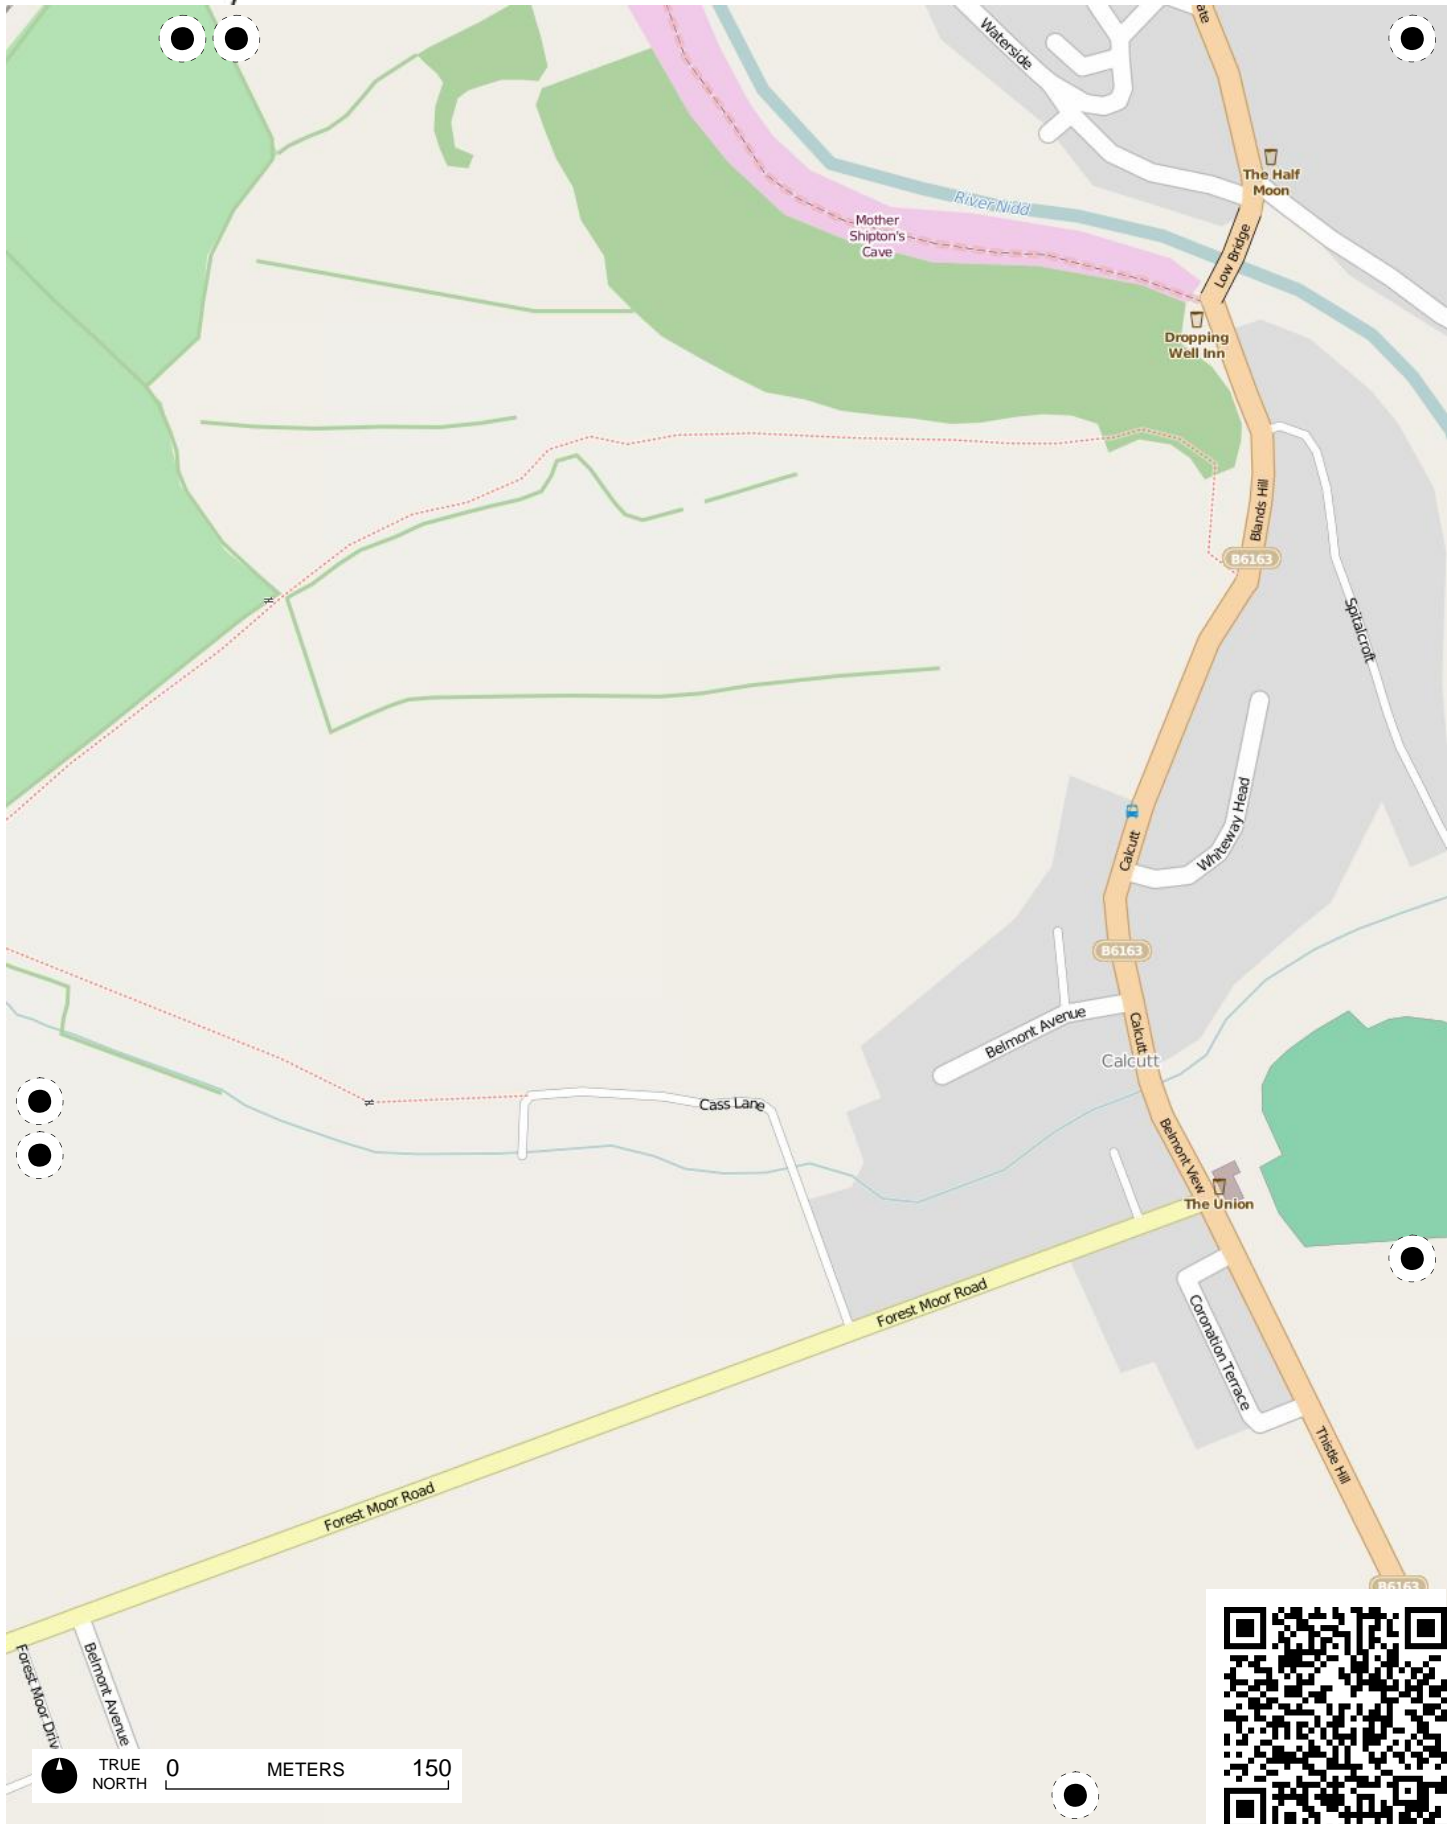 Waterside
ate
The Half
Moon
River Nidd
Mother
Shipton's
Cave
Low Bridge
Dropping
Well Inn
Blands Hill
B6163
Spitalcroft
Whiteway Head
Calcutt
B6163
Belmont Avenue
Calcutt
Calcutt
Cass Lane
Belmont View
The Union
Forest Moor Road
Coronation Terrace
Thistle Hill
Forest Moor Road
B6163
Forest Moor Driv
Belmont Avenue
TRUE
NORTH
0 METERS 150